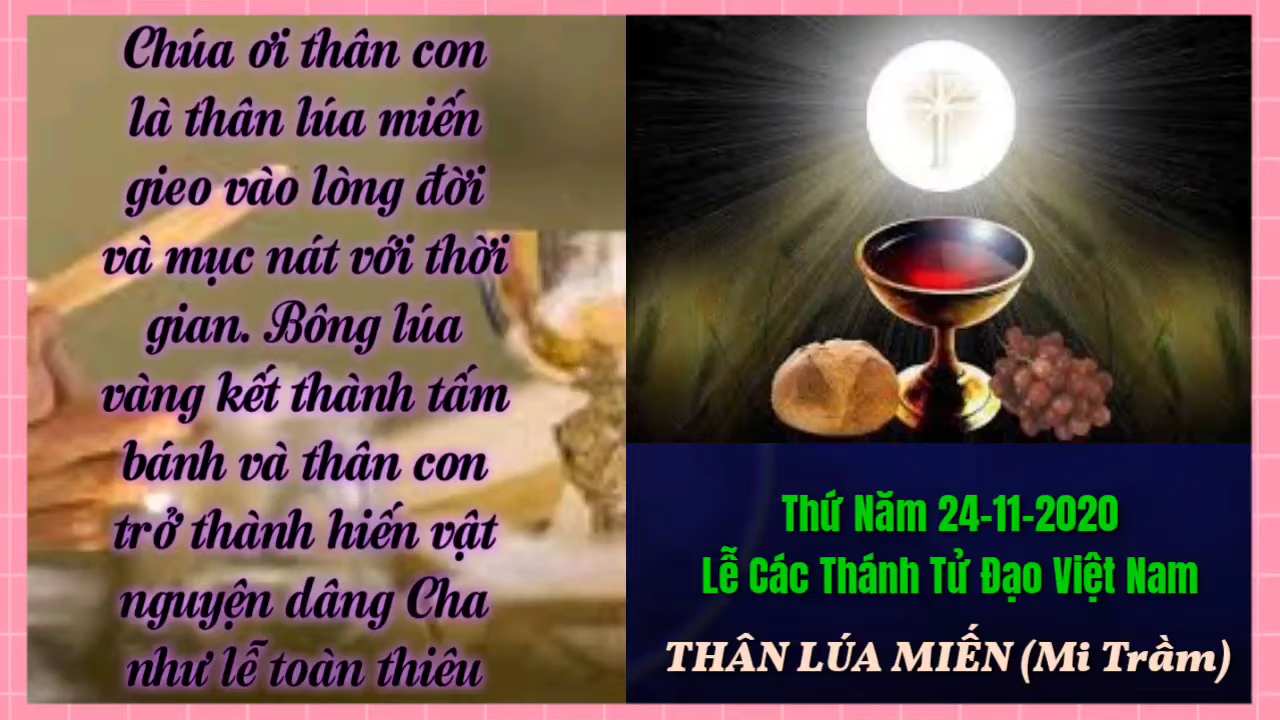 Chúa ơi thân con
là thân lúa miến
gieo vào lòng đời
và mục nát với thời
gian. Bông lúa
vàng kết thành tấm
bánh và thân con
trở thành hiến vật
nguyện dâng Cha
như lễ toàn thiêu
Thứ Năm 24-11-2020
Lễ Các Thánh Tử Đạo Việt Nam
THÂN LÚA MIẾN (Mi Trầm)